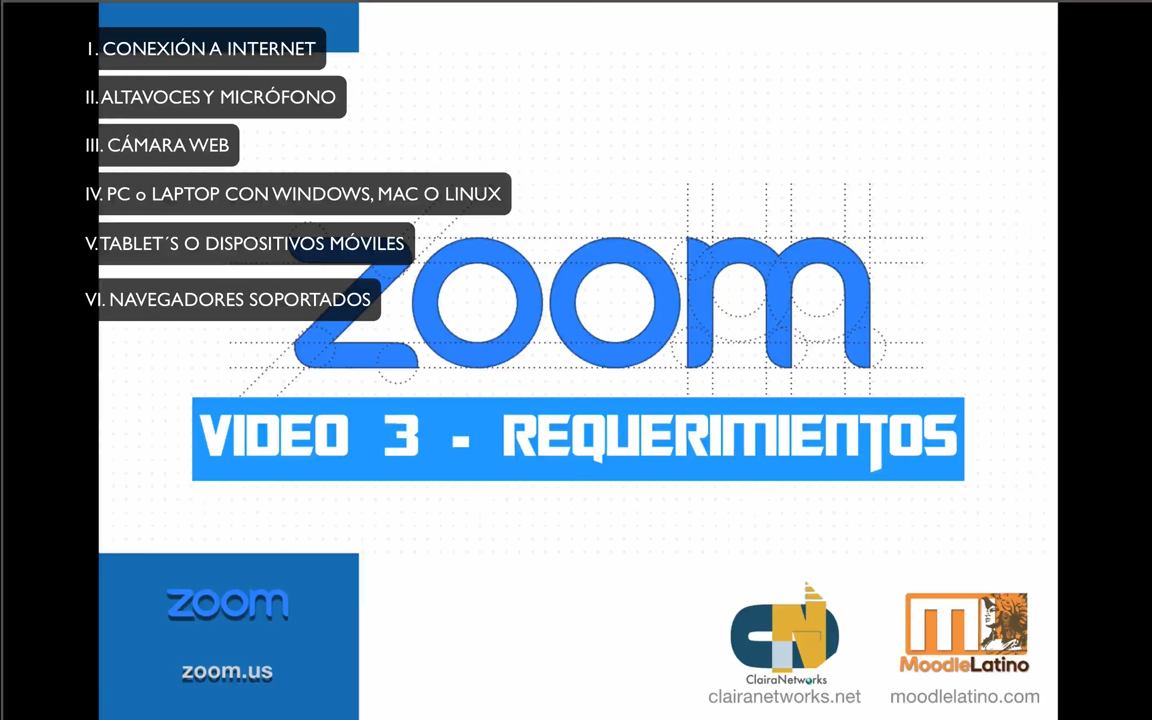 I. CONEXIÓN A INTERNET
II. ALTAVOCES Y MICRÓFONO
III. CÁMARA WEB
IV. PC o LAPTOP CON WINDOWS, MAC O LINUX
V. TABLET´S O DISPOSITIVOS MÓVILES
VI. NAVEGADORES SOPORTADOS
zoom
VIDEO 3 - REQUERIMIENTOS
zoom
zoom.us
CN
ClairaNetworks
clairanetworks.net
m
MoodleLatino
moodlelatino.com